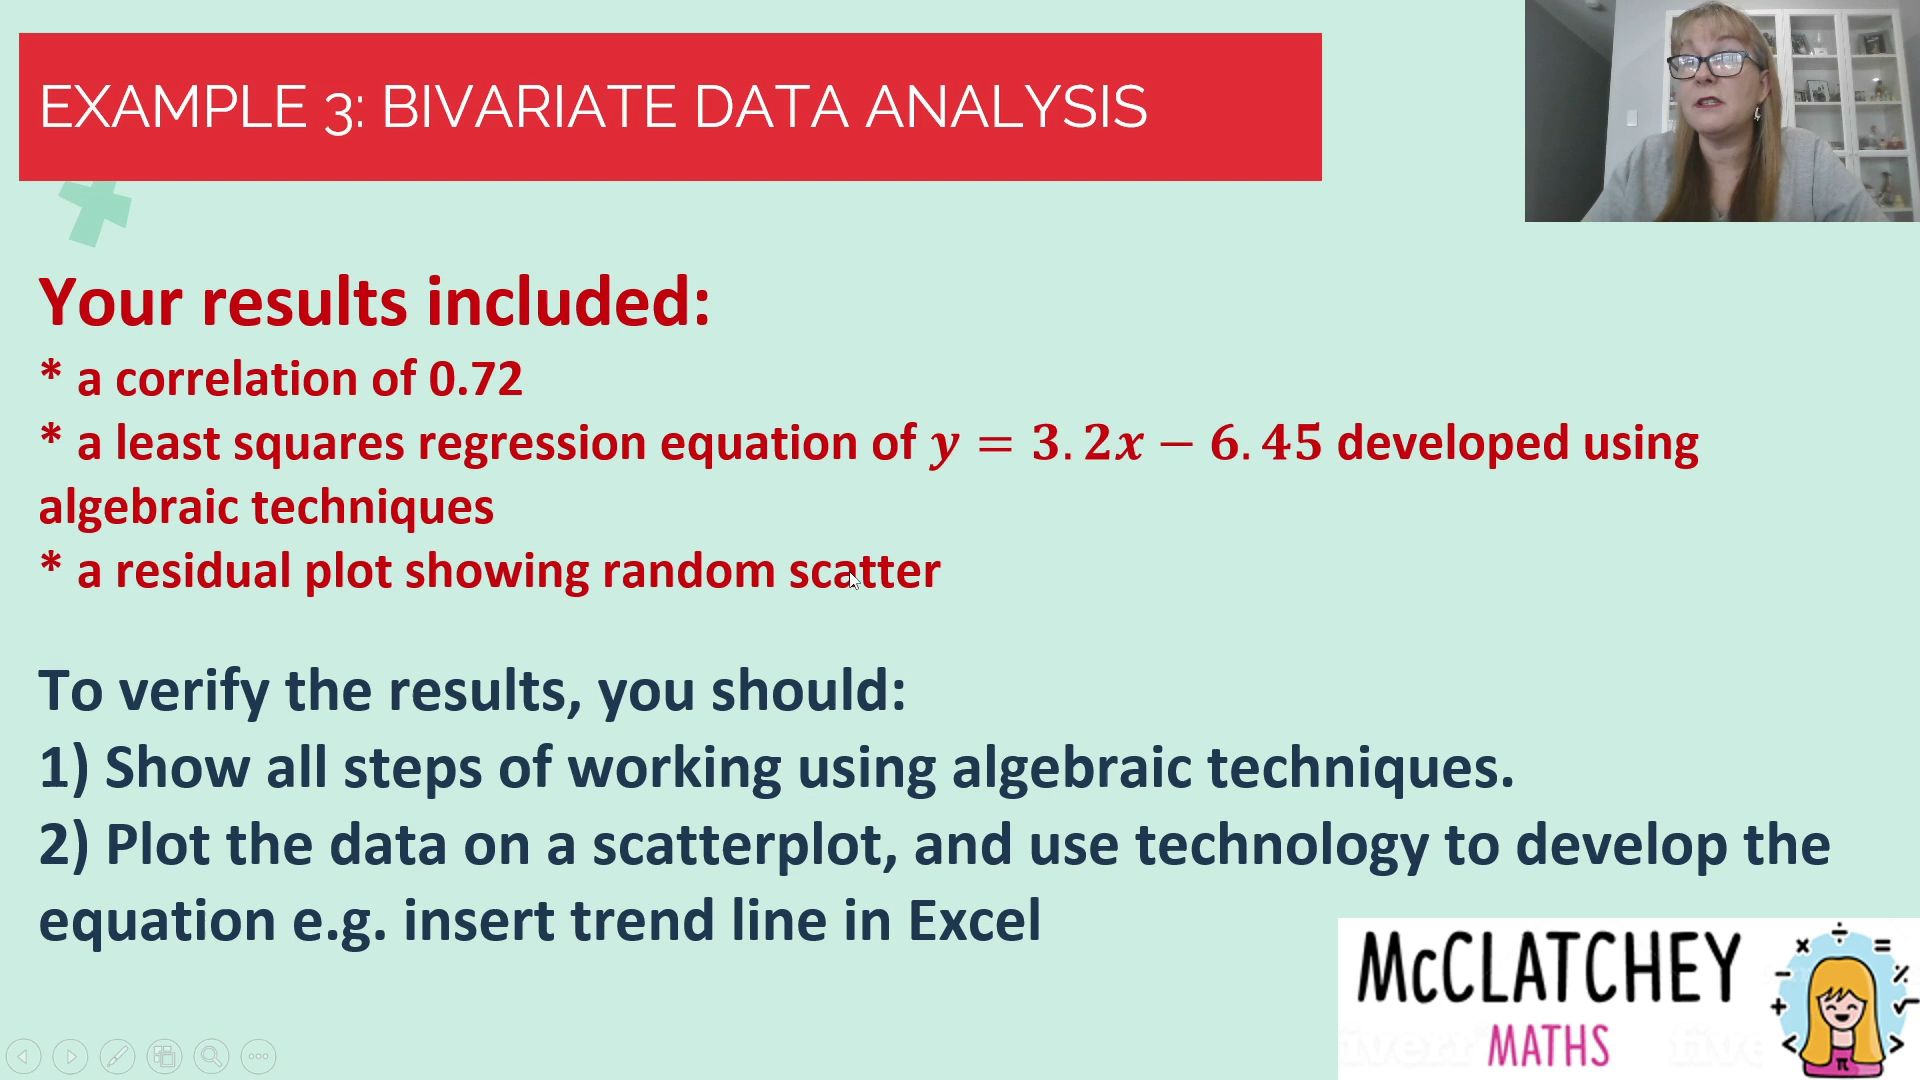 EXAMPLE 3: BIVARIATE DATA ANALYSIS
Your results included:
* a correlation of 0.72
* a least squares regression equation of y = 3.2x − 6.45 developed using
algebraic techniques
* a residual plot showing random scatter
To verify the results, you should:
1) Show all steps of working using algebraic techniques.
2) Plot the data on a scatterplot, and use technology to develop the
equation e.g. insert trend line in Excel
McCLATCHEY
MATHS